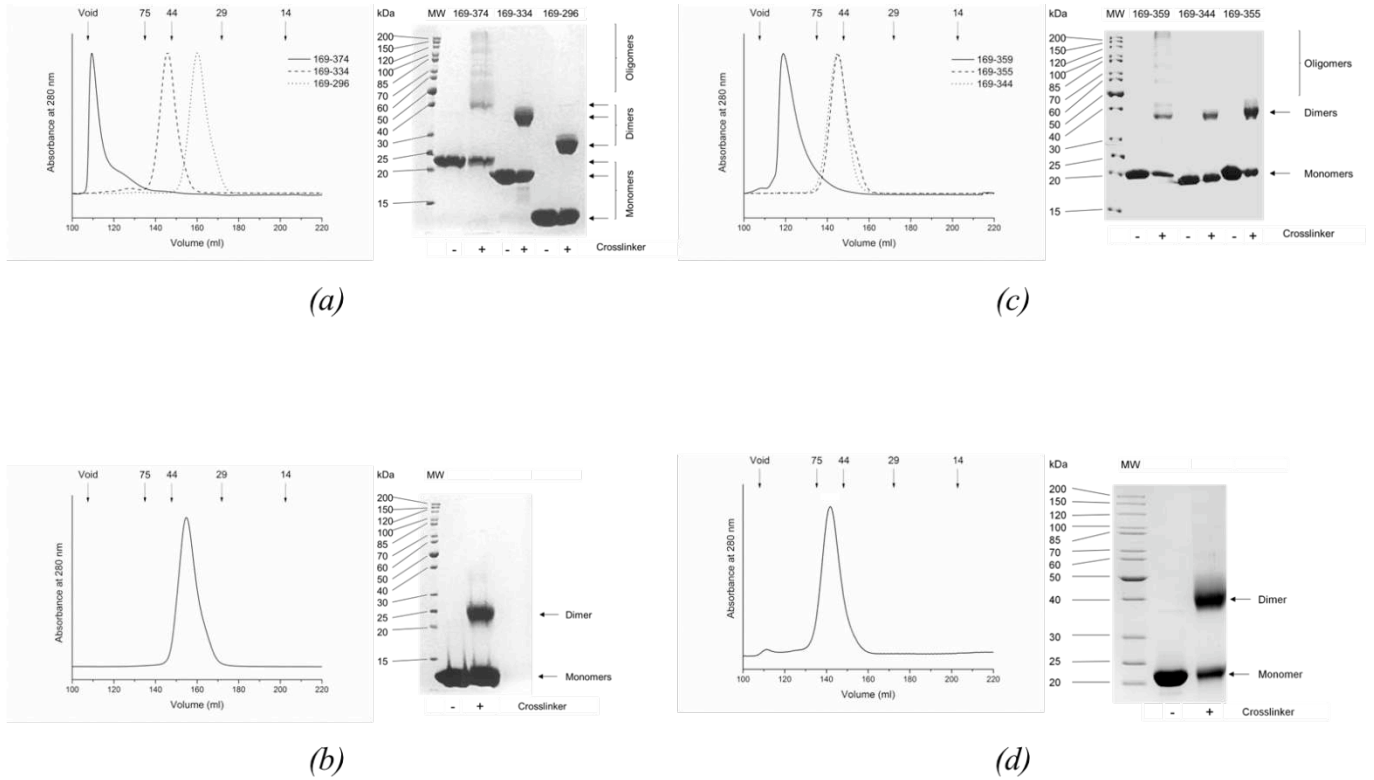 Void 75 44 29 14
Absorbance at 280 nm
169-374
169-334
169-296
100 120 140 160 180 200 220
Volume (ml)
kDa MW 169-374 169-334 169-296
200
150
120
100
85
70
60
50
40
30
25
20
15
Oligomers
Dimers
Monomers
- + - + - +
Crosslinker
(a)
Void 75 44 29 14
Absorbance at 280 nm
169-359
169-355
169-344
100 120 140 160 180 200 220
Volume (ml)
kDa MW 169-359 169-344 169-355
200
150
120
100
85
70
60
50
40
30
25
20
15
Oligomers
Dimers
Monomers
- + - + - + Crosslinker
(c)
Void 75 44 29 14
Absorbance at 280 nm
100 120 140 160 180 200 220
Volume (ml)
kDa MW
200
150
120
100
85
70
60
50
40
30
25
20
15
Dimer
Monomers
- + Crosslinker
(b)
Void 75 44 29 14
Absorbance at 280 nm
100 120 140 160 180 200 220
Volume (ml)
kDa MW
200
150
120
100
85
70
60
50
40
30
25
20
Dimer
Monomer
- + Crosslinker
(d)